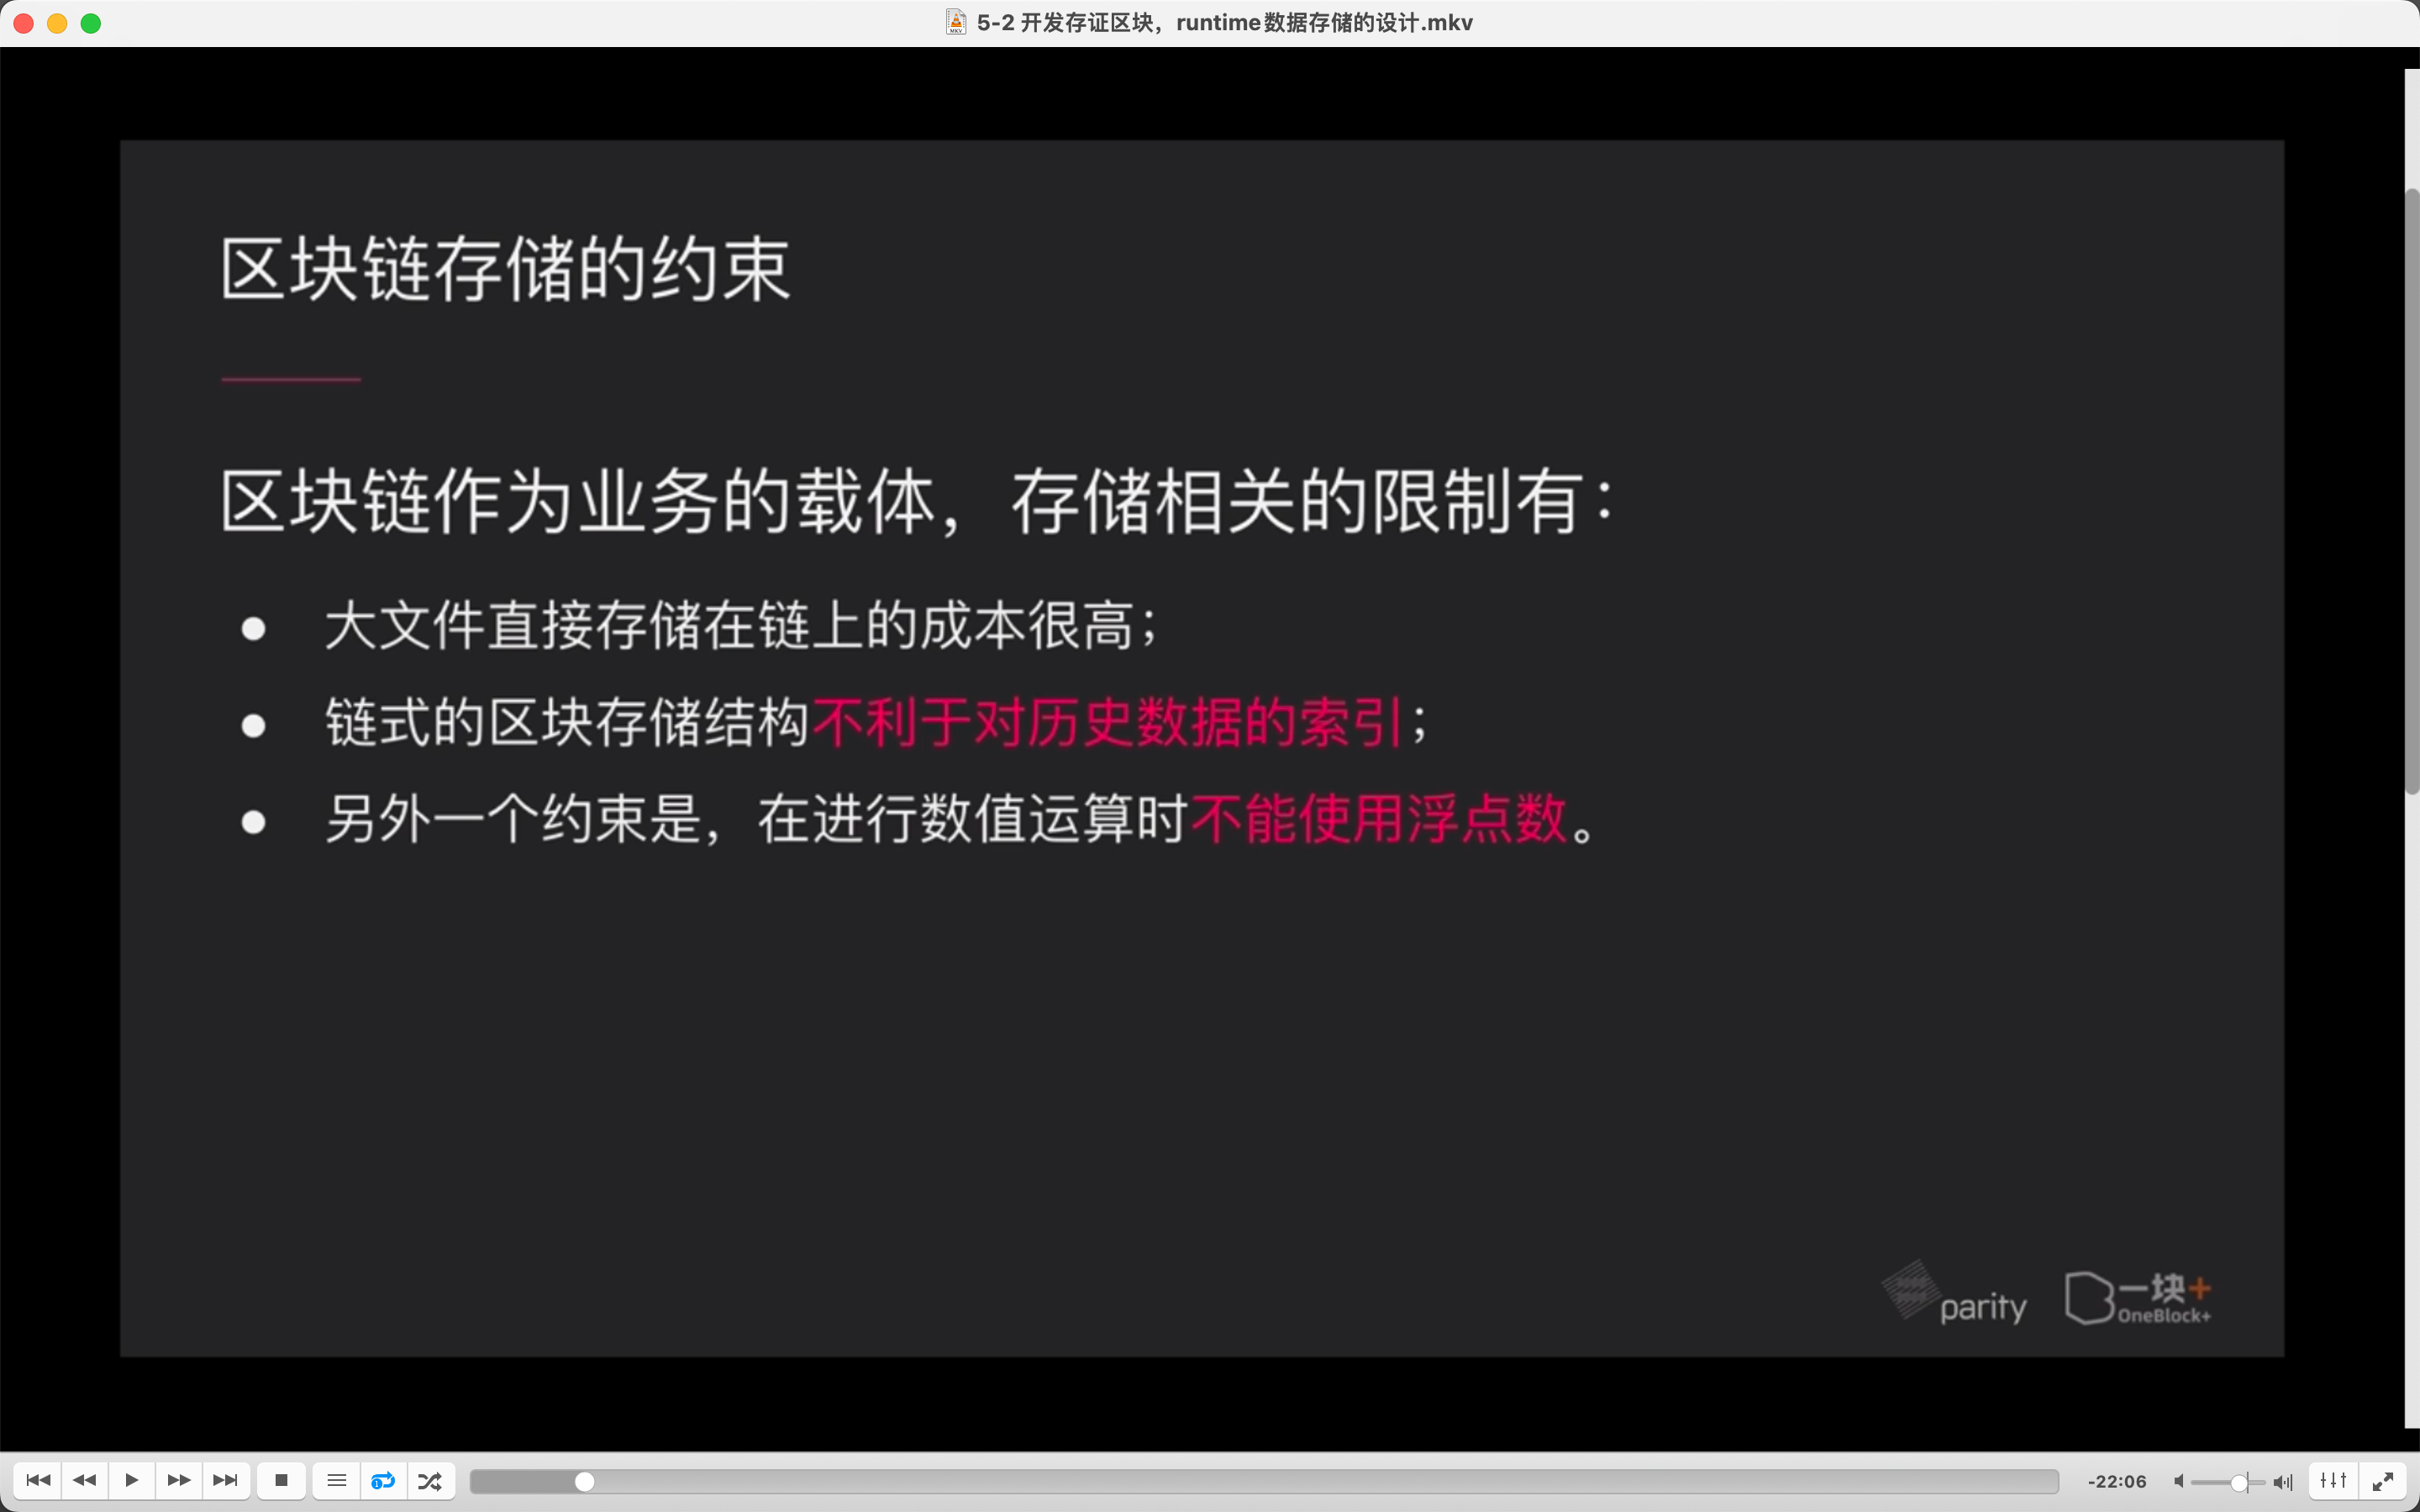 5-2 开发存证区块，runtime数据存储的设计.mkv
区块链存储的约束
区块链作为业务的载体，存储相关的限制有：
● 大文件直接存储在链上的成本很高；
● 链式的区块存储结构不利于对历史数据的索引；
● 另外一个约束是，在进行数值运算时不能使用浮点数。
parity
一块+
OneBlock+
-22:06